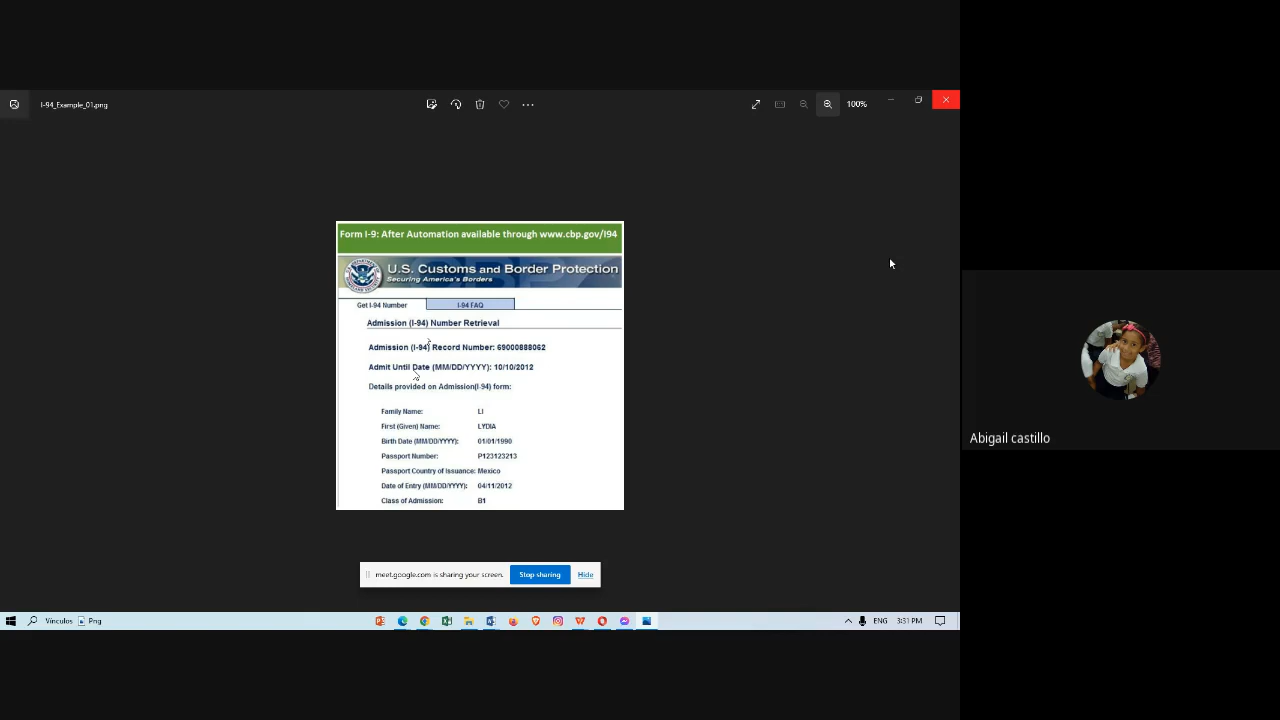 I-94_Example_01.png
100%
Form I-9: After Automation available through www.cbp.gov/I94
U.S. Customs and Border Protection
Securing America's Borders
Get I-94 Number
I-94 FAQ
Admission (I-94) Number Retrieval
Admission (I-94) Record Number: 69000888062
Admit Until Date (MM/DD/YYYY): 10/10/2012
Details provided on Admission(I-94) form:
Family Name: LI
First (Given) Name: LYDIA
Birth Date (MM/DD/YYYY): 01/01/1990
Passport Number: P123123213
Passport Country of Issuance: Mexico
Date of Entry (MM/DD/YYYY): 04/11/2012
Class of Admission: B1
Abigail castillo
meet.google.com is sharing your screen.
Stop sharing
Hide
Vínculos
Png
ENG
3:31 PM